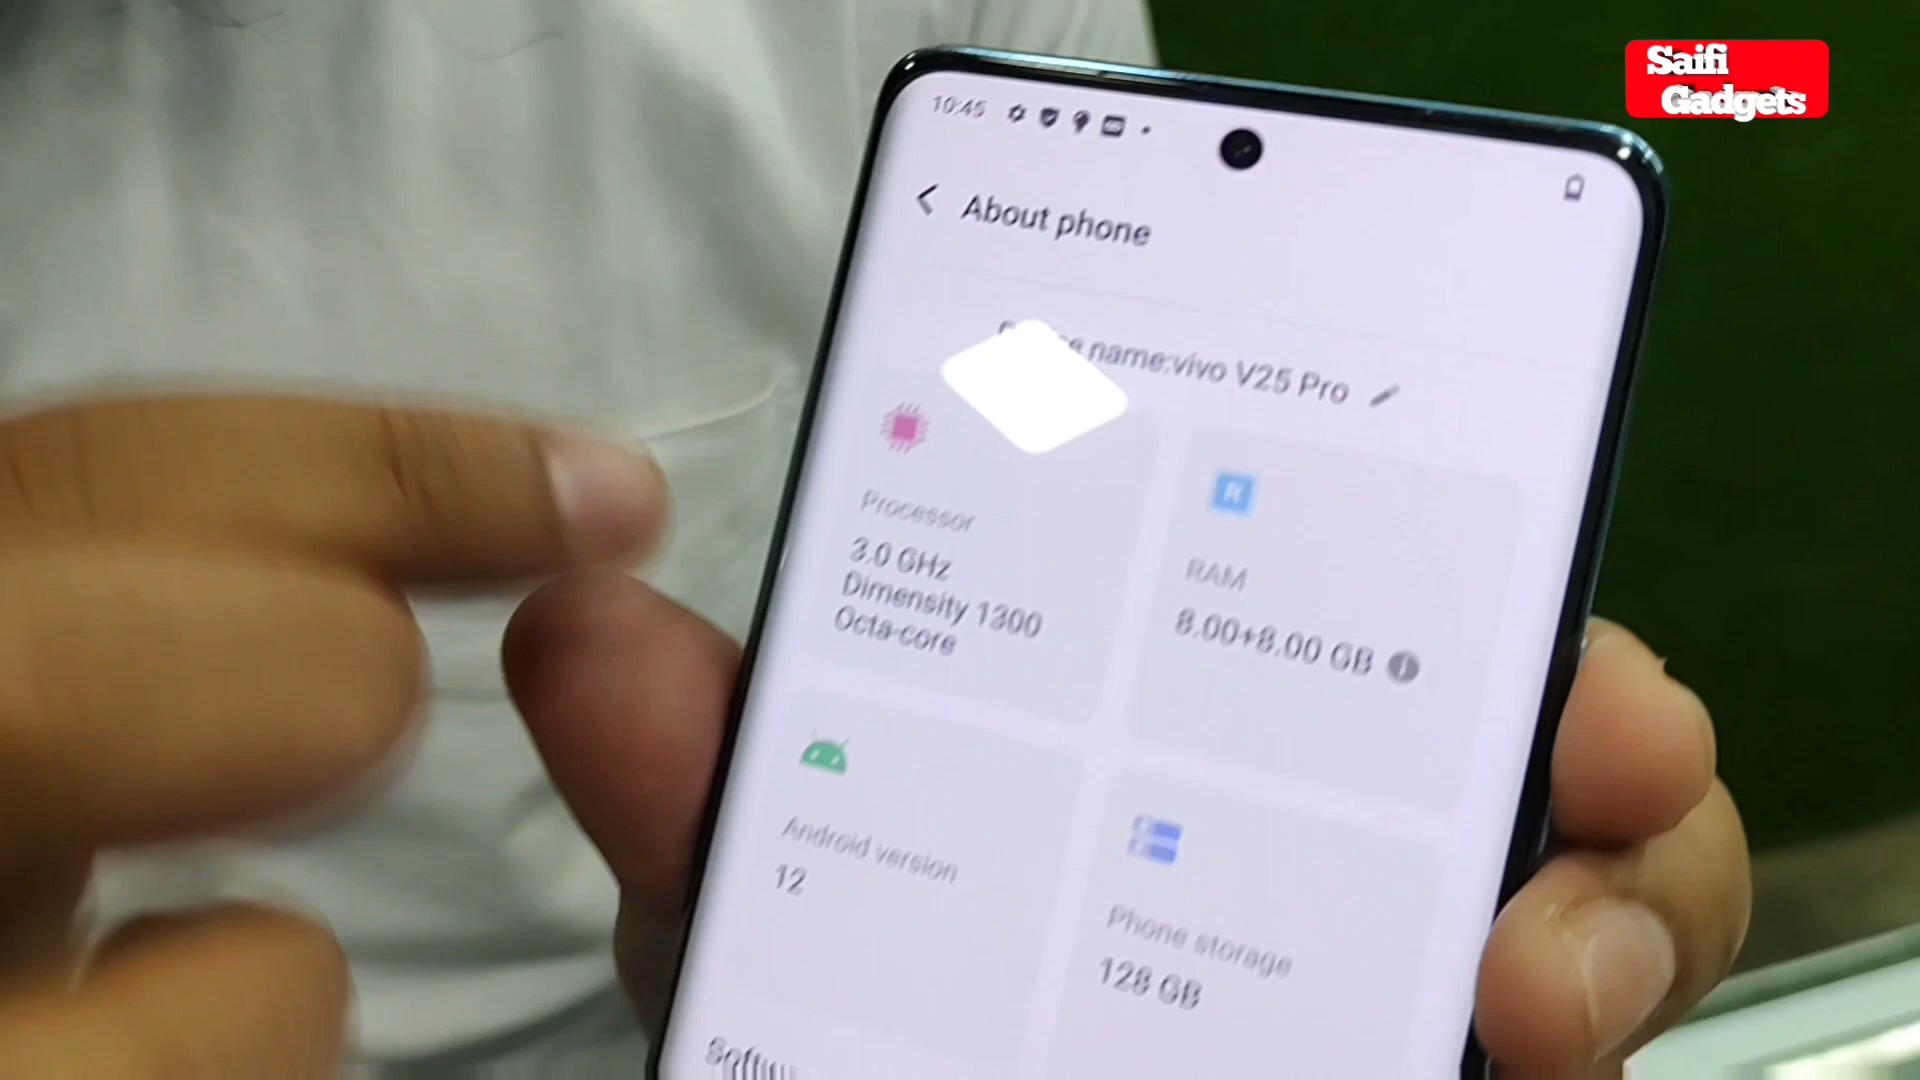 Saifi
Gadgets
10:45
About phone
name:vivo V25 Pro
Processor
3.0 GHz
Dimensity 1300
Octa-core
R
RAM
8.00+8.00 GB
Android version
12
Phone storage
128 GB